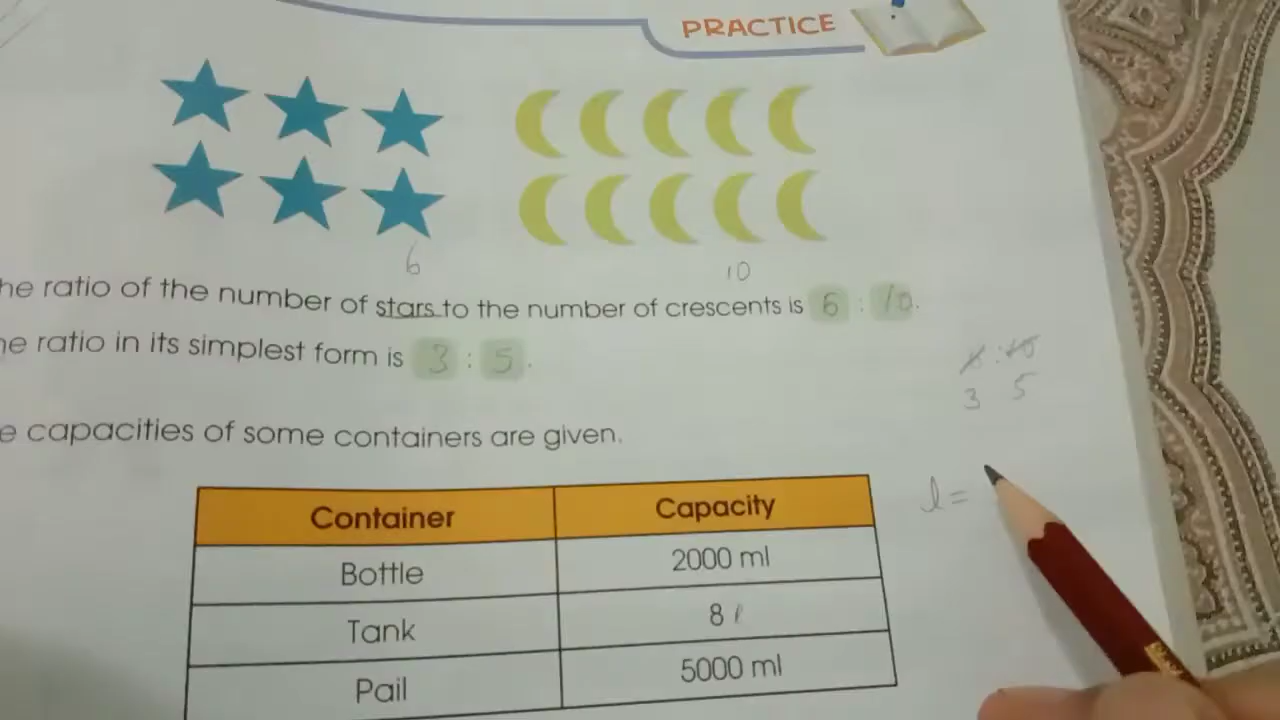 PRACTICE
6
10
he ratio of the number of stars to the number of crescents is 6 : 10.
he ratio in its simplest form is 3 : 5.
6 : 10
3 5
e capacities of some containers are given.
l =
Container Capacity
Bottle 2000 ml
Tank 8 l
Pail 5000 ml